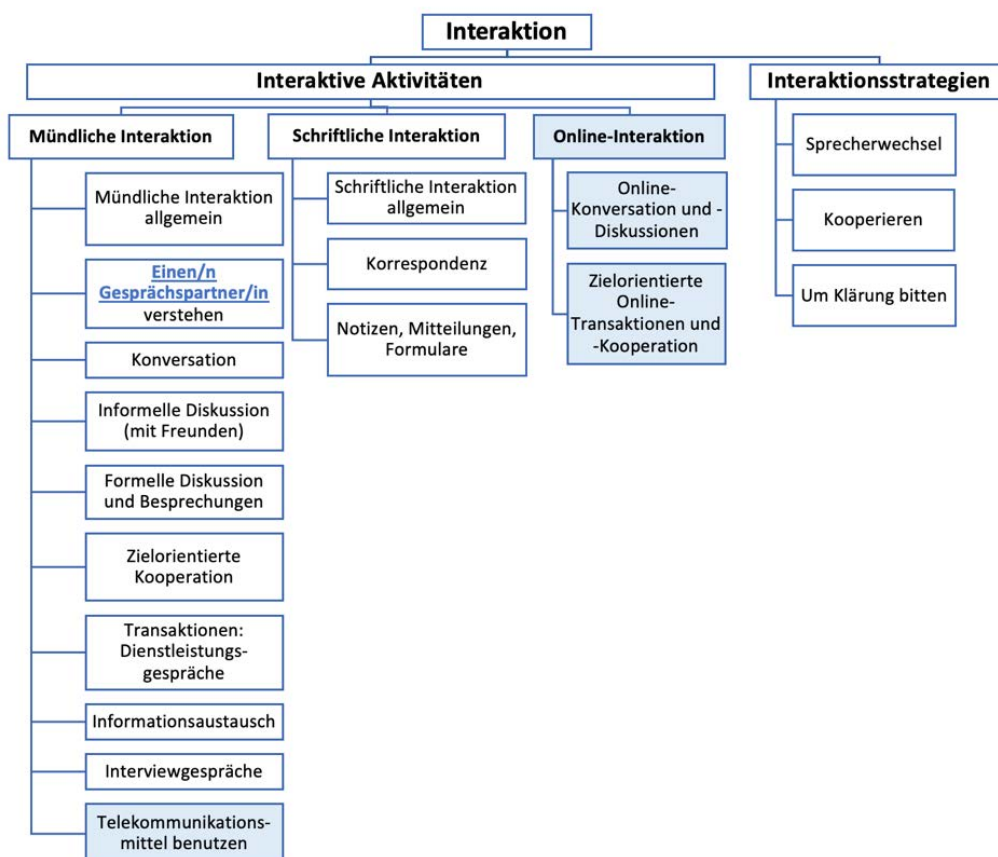 Interaktion
Interaktive Aktivitäten
Interaktionsstrategien
Mündliche Interaktion
Mündliche Interaktion
allgemein
Einen/n
Gesprächspartner/in
verstehen
Konversation
Informelle Diskussion
(mit Freunden)
Formelle Diskussion
und Besprechungen
Zielorientierte
Kooperation
Transaktionen:
Dienstleistungs-
gespräche
Informationsaustausch
Interviewgespräche
Telekommunikations-
mittel benutzen
Schriftliche Interaktion
Schriftliche Interaktion
allgemein
Korrespondenz
Notizen, Mitteilungen,
Formulare
Online-Interaktion
Online-
Konversation und -
Diskussionen
Zielorientierte
Online-
Transaktionen und
-Kooperation
Sprecherwechsel
Kooperieren
Um Klärung bitten